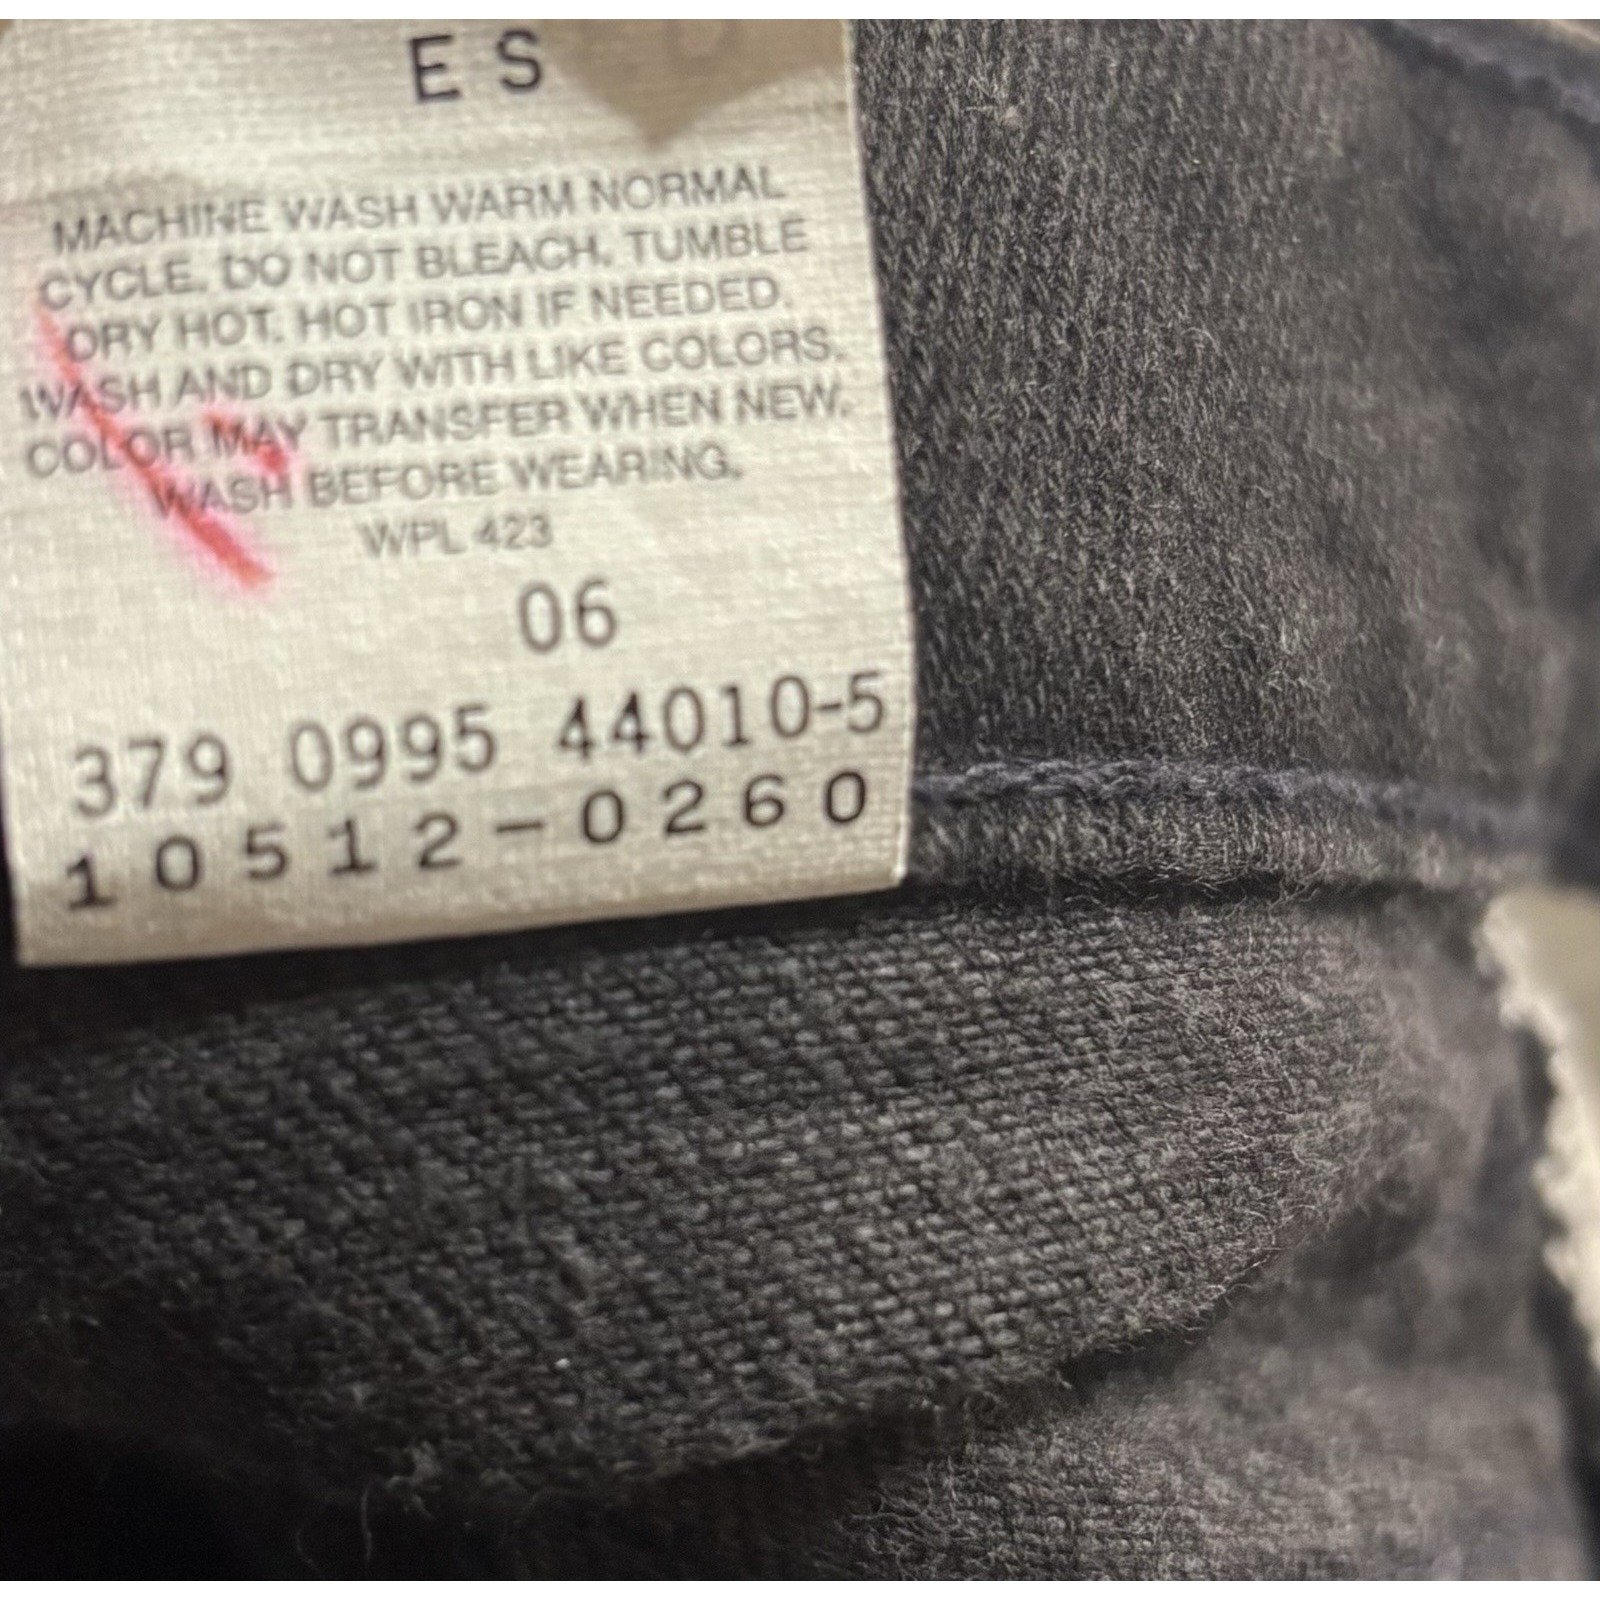 E S
MACHINE WASH WARM NORMAL
CYCLE. DO NOT BLEACH. TUMBLE
DRY HOT. HOT IRON IF NEEDED.
WASH AND DRY WITH LIKE COLORS.
COLOR MAY TRANSFER WHEN NEW.
WASH BEFORE WEARING.
WPL 423
06
379 0995 44010-5
10512-0260